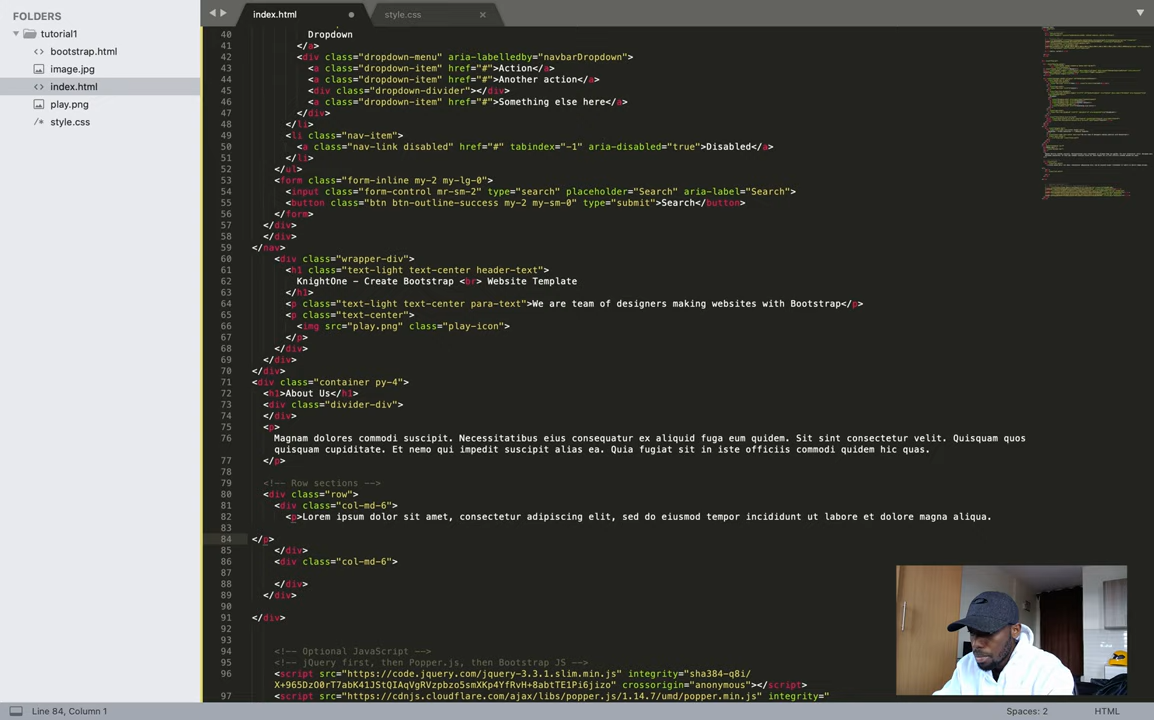 FOLDERS
tutorial1
bootstrap.html
image.jpg
index.html
play.png
style.css
index.html
style.css
40 Dropdown
41 </a>
42 <div class="dropdown-menu" aria-labelledby="navbarDropdown">
43 <a class="dropdown-item" href="#">Action</a>
44 <a class="dropdown-item" href="#">Another action</a>
45 <div class="dropdown-divider"></div>
46 <a class="dropdown-item" href="#">Something else here</a>
47 </div>
48 </li>
49 <li class="nav-item">
50 <a class="nav-link disabled" href="#" tabindex="-1" aria-disabled="true">Disabled</a>
51 </li>
52 </ul>
53 <form class="form-inline my-2 my-lg-0">
54 <input class="form-control mr-sm-2" type="search" placeholder="Search" aria-label="Search">
55 <button class="btn btn-outline-success my-2 my-sm-0" type="submit">Search</button>
56 </form>
57 </div>
58 </div>
59 </nav>
60 <div class="wrapper-div">
61 <h1 class="text-light text-center header-text">
62 KnightOne - Create Bootstrap <br> Website Template
63 </h1>
64 <p class="text-light text-center para-text">We are team of designers making websites with Bootstrap</p>
65 <p class="text-center">
66 <img src="play.png" class="play-icon">
67 </p>
68 </div>
69 </div>
70 </div>
71 <div class="container py-4">
72 <h1>About Us</h1>
73 <div class="divider-div">
74 </div>
75 <p>
76 Magnam dolores commodi suscipit. Necessitatibus eius consequatur ex aliquid fuga eum quidem. Sit sint consectetur velit. Quisquam quos
quisquam cupiditate. Et nemo qui impedit suscipit alias ea. Quia fugiat sit in iste officiis commodi quidem hic quas.
77 </p>
78
79 <!-- Row sections -->
80 <div class="row">
81 <div class="col-md-6">
82 <p>Lorem ipsum dolor sit amet, consectetur adipiscing elit, sed do eiusmod tempor incididunt ut labore et dolore magna aliqua.
83
84 </p>
85 </div>
86 <div class="col-md-6">
87
88 </div>
89 </div>
90
91 </div>
92
93
94 <!-- Optional JavaScript -->
95 <!-- jQuery first, then Popper.js, then Bootstrap JS -->
96 <script src="https://code.jquery.com/jquery-3.3.1.slim.min.js" integrity="sha384-q8i/
X+965DzO0rT7abK41JStQIAqVgRVzpbzo5smXKp4YfRvH+8abtTE1Pi6jizo" crossorigin="anonymous"></script>
97 <script src="https://cdnjs.cloudflare.com/ajax/libs/popper.js/1.14.7/umd/popper.min.js" integrity="
Line 84, Column 1
Spaces: 2
HTML